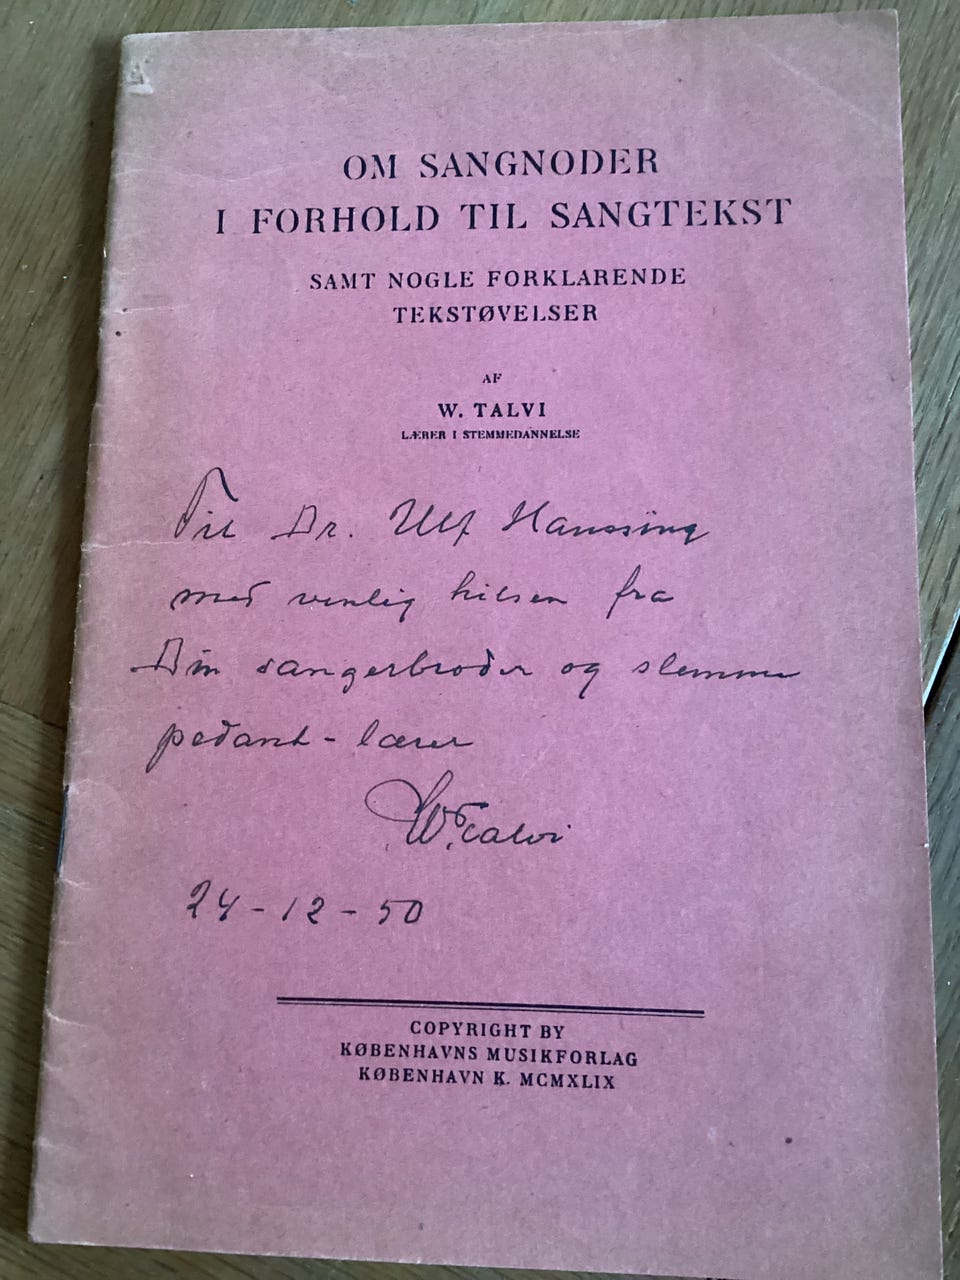 OM SANGNODER
I FORHOLD TIL SANGTEKST
SAMT NOGLE FORKLARENDE
TEKSTØVELSER
AF
W. TALVI
LÆRER I STEMMEDANNELSE
Til Dr. Ulf
med venlig hilsen fra
Din sangerbroder og slemme
pedant-lærer
W Talvi
24-12-50
COPYRIGHT BY
KØBENHAVNS MUSIKFORLAG
KØBENHAVN K. MCMXLIX